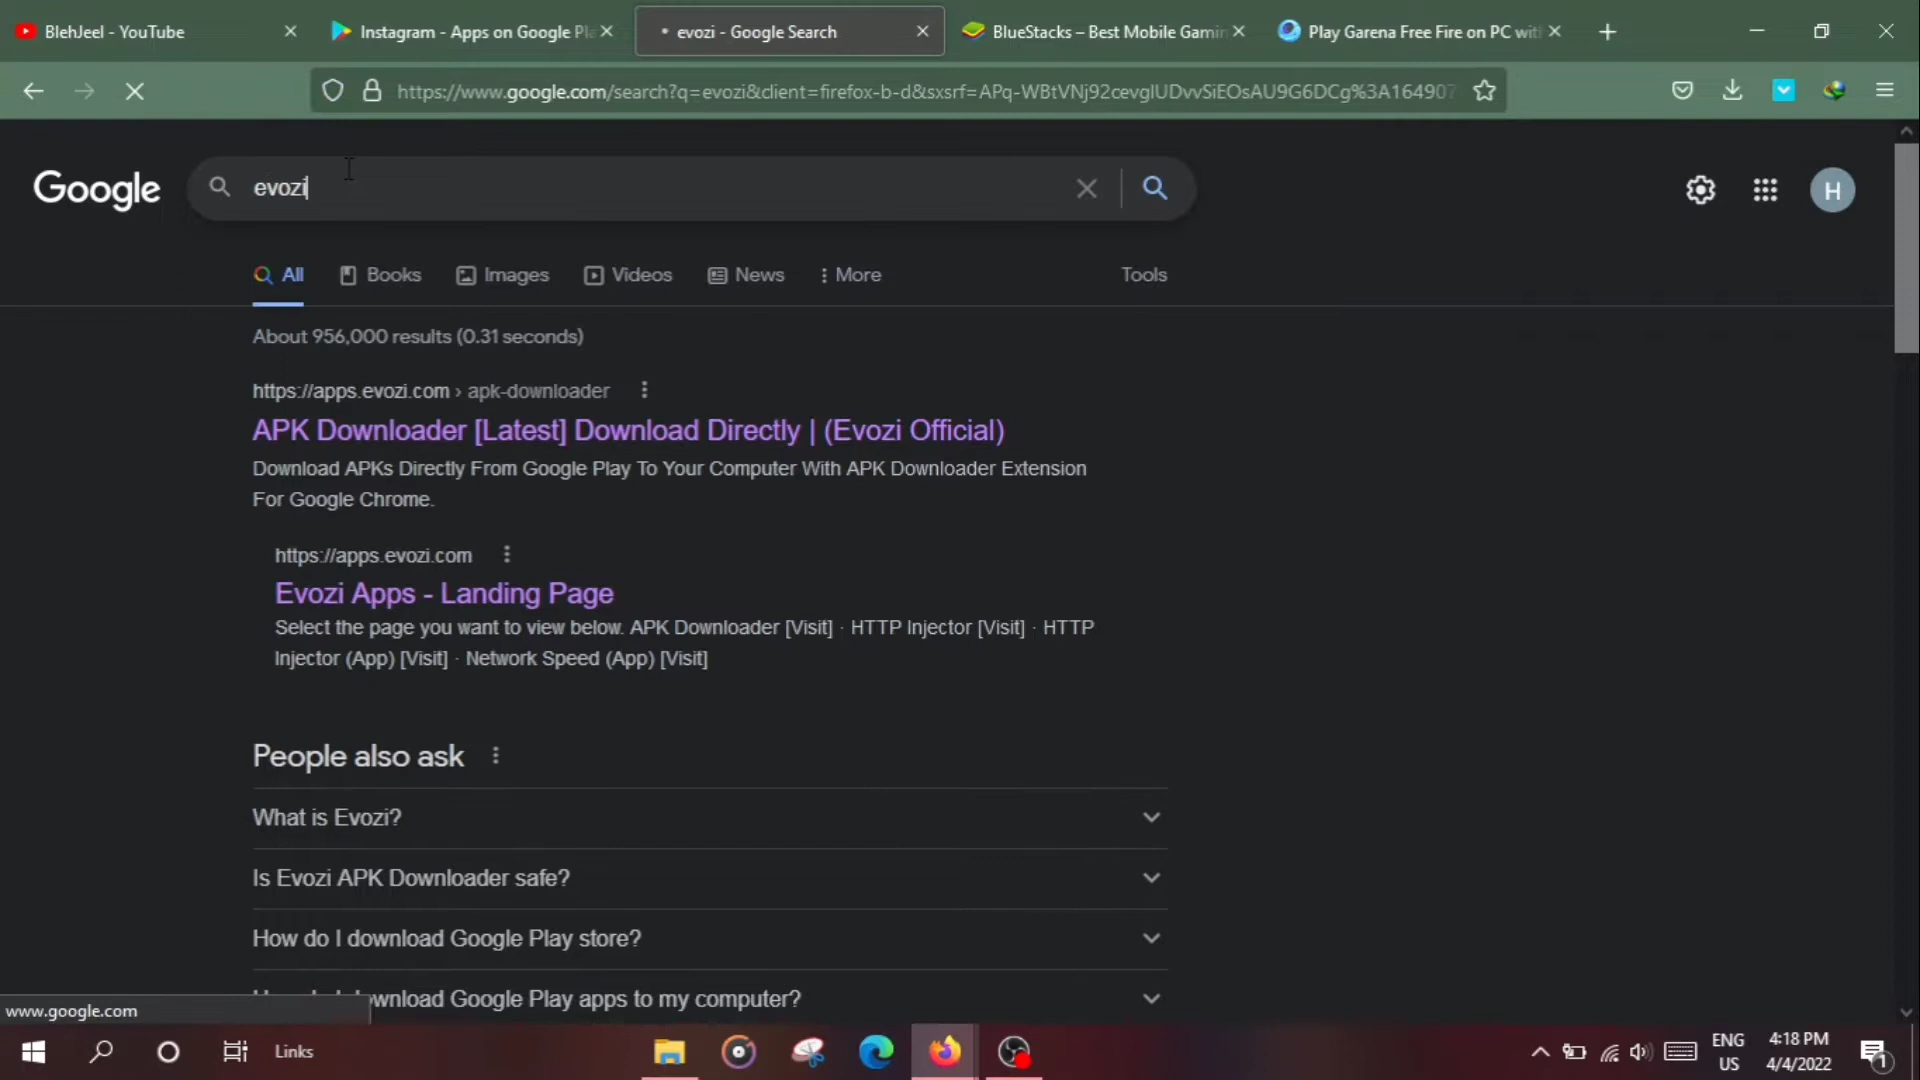 BlehJeel - YouTube
Instagram - Apps on Google Pl
evozi - Google Search
BlueStacks – Best Mobile Gamin
Play Garena Free Fire on PC wit
https://www.google.com/search?q=evozi&client=firefox-b-d&sxsrf=APq-WBtVNj92cevglUDvvSiEOsAU9G6DCg%3A164907
Google
evozi
H
All
Books
Images
Videos
News
More
Tools
About 956,000 results (0.31 seconds)
https://apps.evozi.com › apk-downloader
APK Downloader [Latest] Download Directly | (Evozi Official)
Download APKs Directly From Google Play To Your Computer With APK Downloader Extension
For Google Chrome.
https://apps.evozi.com
Evozi Apps - Landing Page
Select the page you want to view below. APK Downloader [Visit] · HTTP Injector [Visit] · HTTP
Injector (App) [Visit] · Network Speed (App) [Visit]
People also ask
What is Evozi?
Is Evozi APK Downloader safe?
How do I download Google Play store?
download Google Play apps to my computer?
www.google.com
Links
ENG
US
4:18 PM
4/4/2022
1